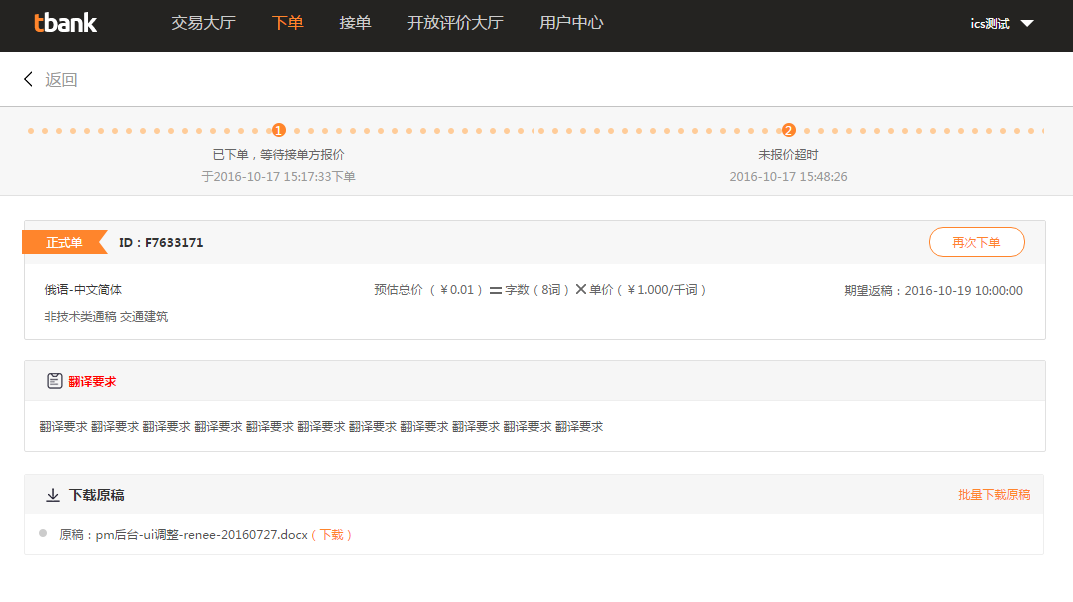 tbank 交易大厅 下单 接单 开放评价大厅 用户中心 ics测试
返回
1 2
已下单，等待接单方报价 未报价超时
于2016-10-17 15:17:33下单 2016-10-17 15:48:26
正式单 ID：F7633171 再次下单
俄语-中文简体 预估总价（￥0.01）＝字数（8词）×单价（￥1.000/千词） 期望返稿：2016-10-19 10:00:00
非技术类通稿 交通建筑
翻译要求
翻译要求 翻译要求 翻译要求 翻译要求 翻译要求 翻译要求 翻译要求 翻译要求 翻译要求 翻译要求 翻译要求
下载原稿 批量下载原稿
原稿：pm后台-ui调整-renee-20160727.docx（下载）